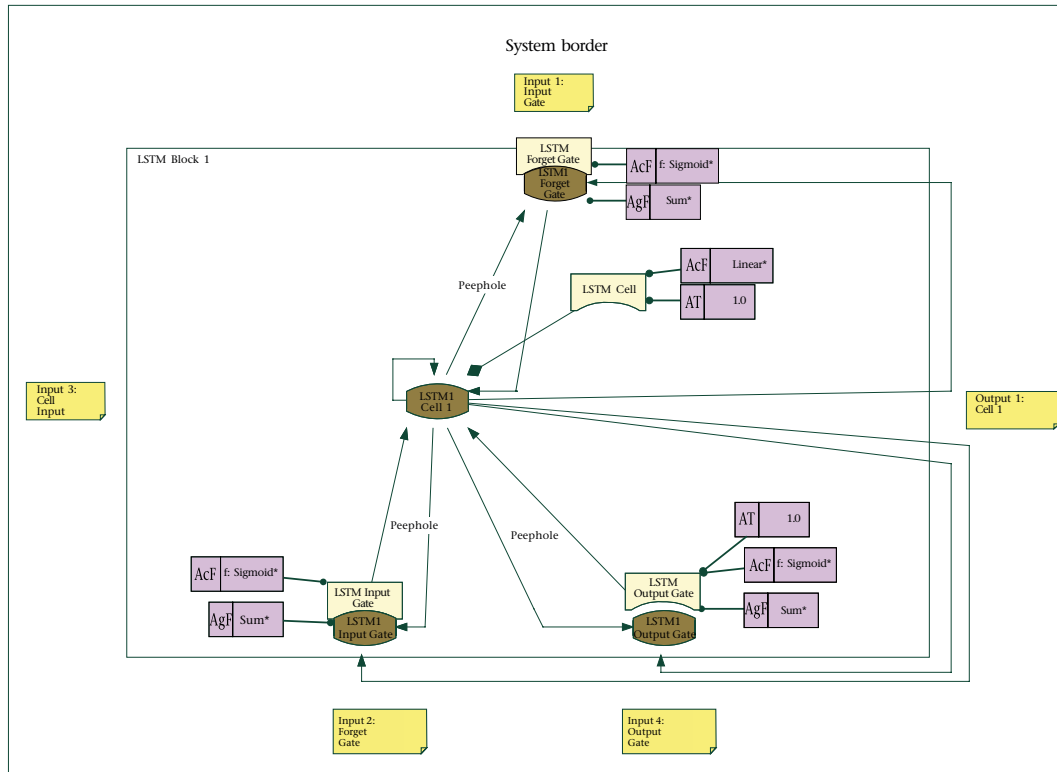 System border
Input 1:
Input
Gate
LSTM Block 1
LSTM
Forget Gate
LSTM1
Forget
Gate
AcF f: Sigmoid*
AgF Sum*
Peephole
LSTM Cell
AcF Linear*
AT 1.0
Input 3:
Cell
Input
LSTM1
Cell 1
Output 1:
Cell 1
Peephole
Peephole
AT 1.0
AcF f: Sigmoid*
AgF Sum*
AcF f: Sigmoid*
AgF Sum*
LSTM Input
Gate
LSTM1
Input Gate
LSTM
Output Gate
LSTM1
Output Gate
Input 2:
Forget
Gate
Input 4:
Output
Gate